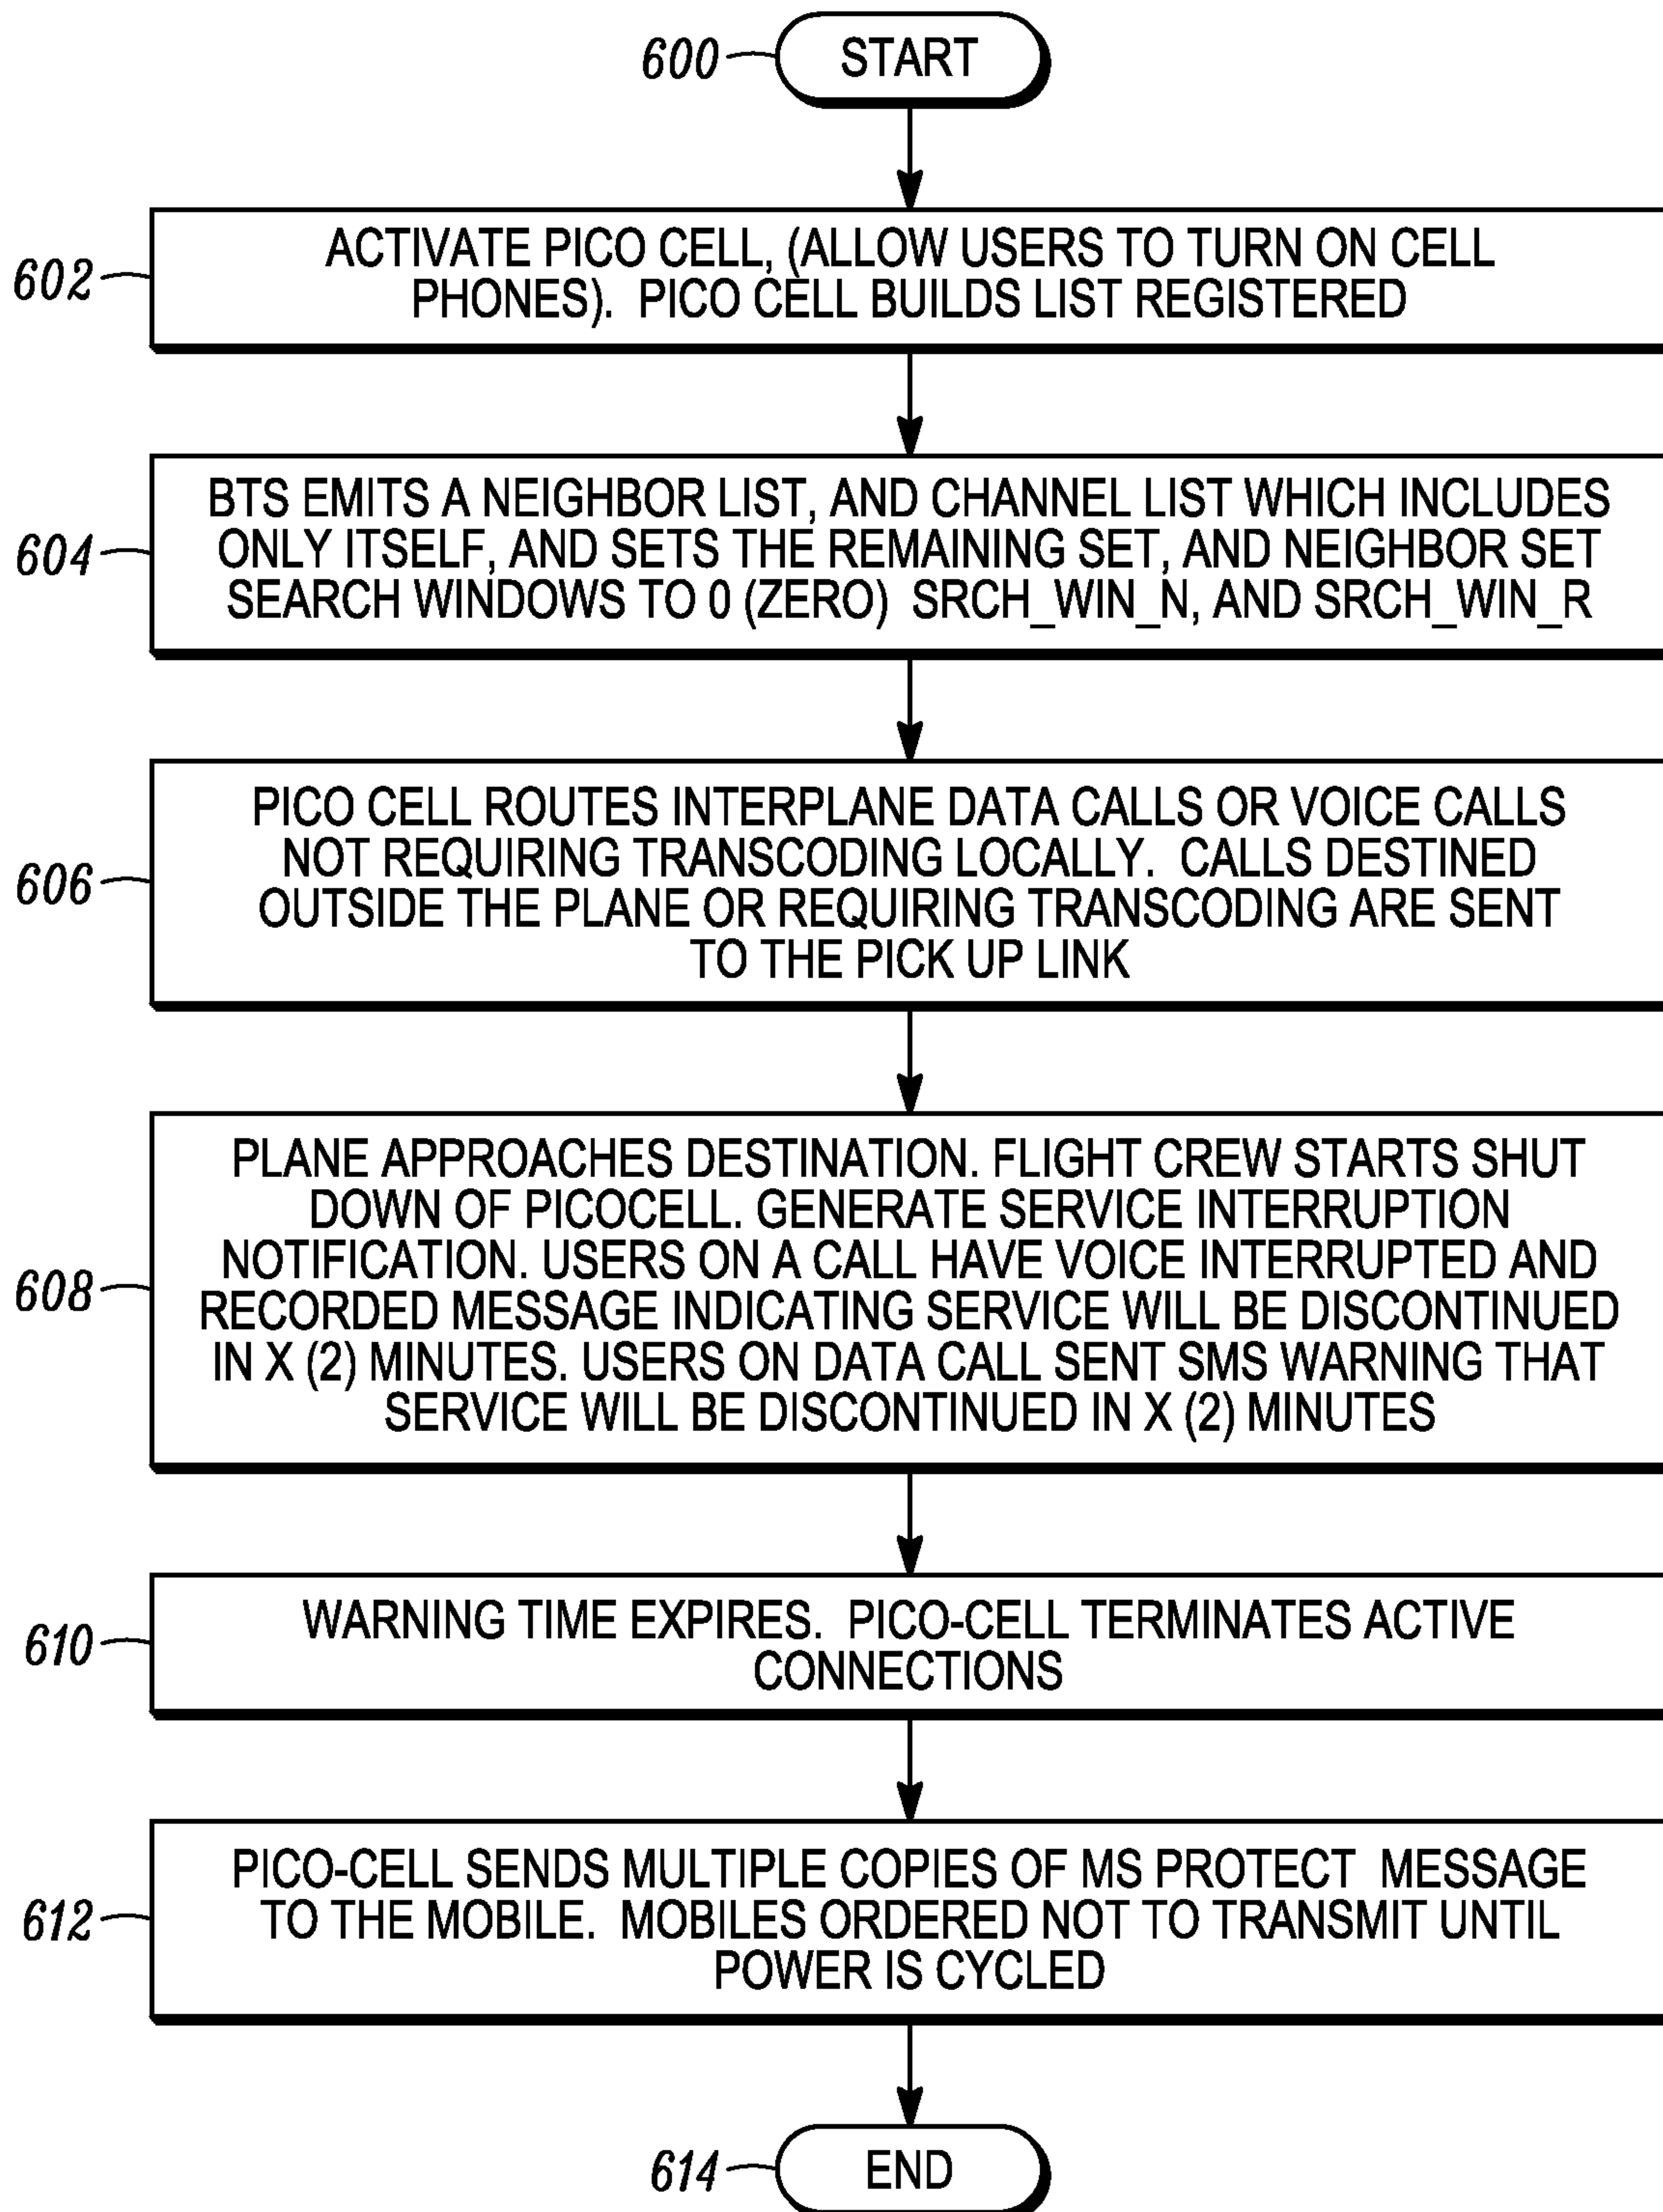 600
START
602
ACTIVATE PICO CELL, (ALLOW USERS TO TURN ON CELL
PHONES). PICO CELL BUILDS LIST REGISTERED
604
BTS EMITS A NEIGHBOR LIST, AND CHANNEL LIST WHICH INCLUDES
ONLY ITSELF, AND SETS THE REMAINING SET, AND NEIGHBOR SET
SEARCH WINDOWS TO 0 (ZERO) SRCH_WIN_N, AND SRCH_WIN_R
606
PICO CELL ROUTES INTERPLANE DATA CALLS OR VOICE CALLS
NOT REQUIRING TRANSCODING LOCALLY. CALLS DESTINED
OUTSIDE THE PLANE OR REQUIRING TRANSCODING ARE SENT
TO THE PICK UP LINK
608
PLANE APPROACHES DESTINATION. FLIGHT CREW STARTS SHUT
DOWN OF PICOCELL. GENERATE SERVICE INTERRUPTION
NOTIFICATION. USERS ON A CALL HAVE VOICE INTERRUPTED AND
RECORDED MESSAGE INDICATING SERVICE WILL BE DISCONTINUED
IN X (2) MINUTES. USERS ON DATA CALL SENT SMS WARNING THAT
SERVICE WILL BE DISCONTINUED IN X (2) MINUTES
610
WARNING TIME EXPIRES. PICO-CELL TERMINATES ACTIVE
CONNECTIONS
612
PICO-CELL SENDS MULTIPLE COPIES OF MS PROTECT MESSAGE
TO THE MOBILE. MOBILES ORDERED NOT TO TRANSMIT UNTIL
POWER IS CYCLED
614
END